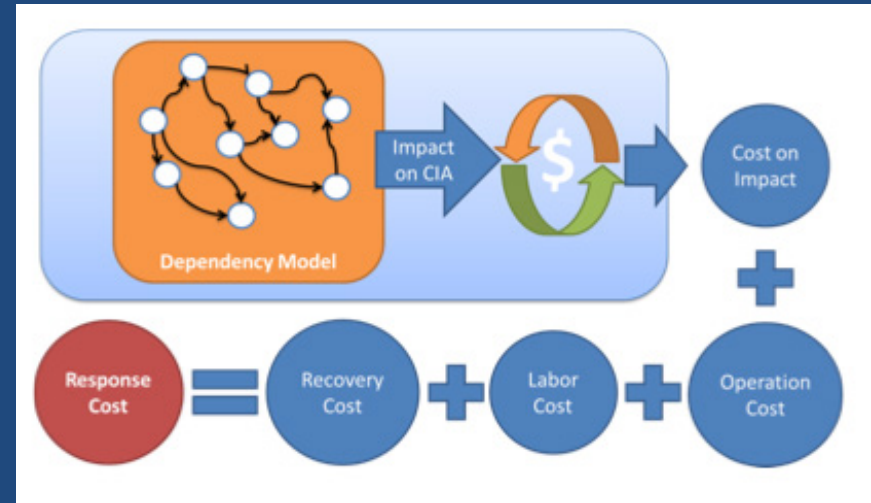 Impact
on CIA
$
Cost on
Impact
Dependency Model
Response
Cost
Recovery
Cost
Labor
Cost
Operation
Cost